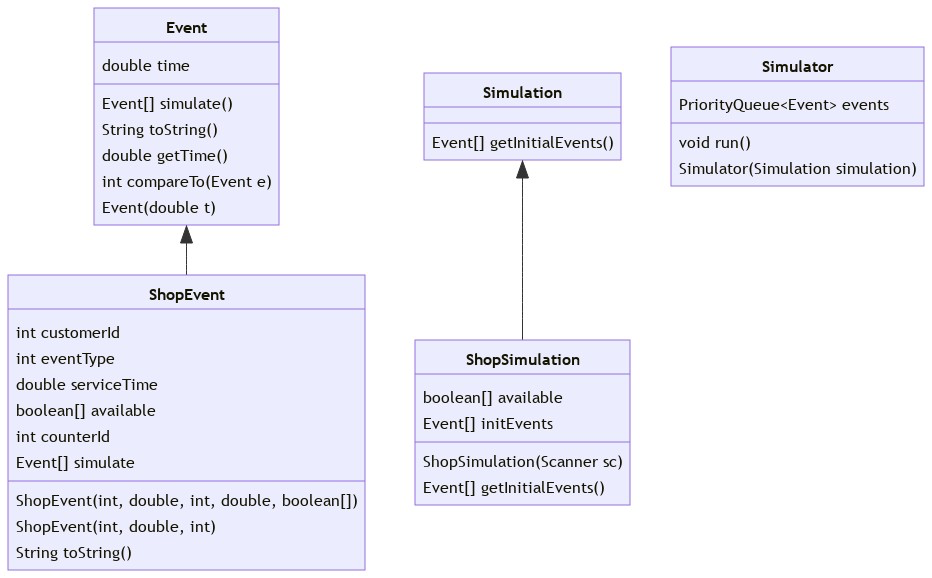 Event
double time
Event[] simulate()
String toString()
double getTime()
int compareTo(Event e)
Event(double t)
Simulation
Event[] getInitialEvents()
Simulator
PriorityQueue<Event> events
void run()
Simulator(Simulation simulation)
ShopEvent
int customerId
int eventType
double serviceTime
boolean[] available
int counterId
Event[] simulate
ShopEvent(int, double, int, double, boolean[])
ShopEvent(int, double, int)
String toString()
ShopSimulation
boolean[] available
Event[] initEvents
ShopSimulation(Scanner sc)
Event[] getInitialEvents()